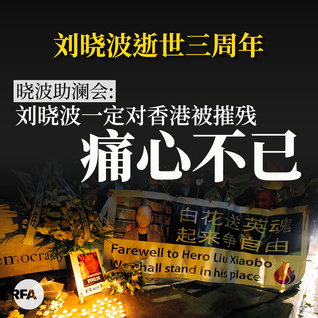 刘晓波逝世三周年
晓波助澜会:
刘晓波一定对香港被摧残
痛心不已
白花送英魂
起来争自由
Farewell to Hero Liu Xiaobo
We shall stand in his place
emocracy
RFA